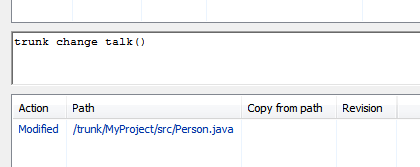 trunk change talk()
Action Path Copy from path Revision
Modified /trunk/MyProject/src/Person.java